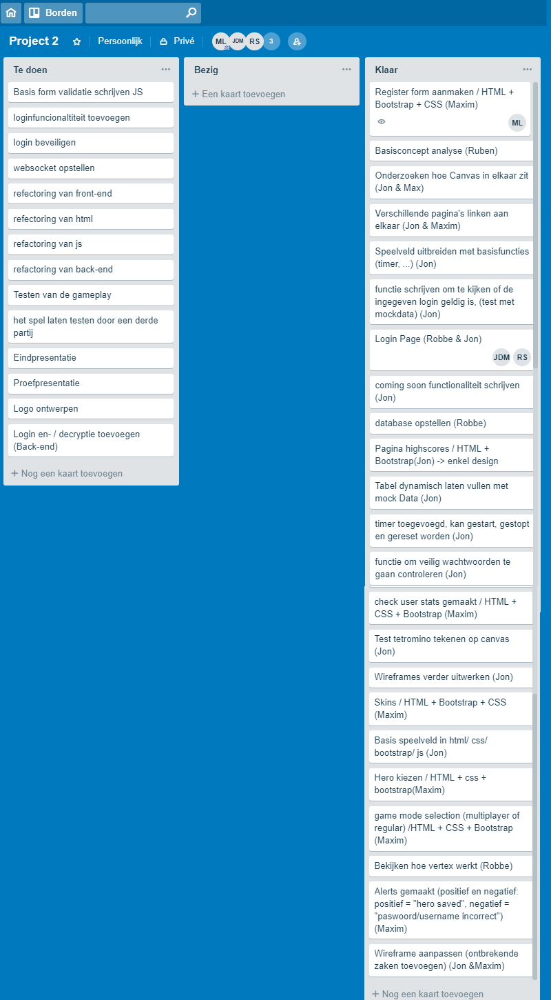 Borden
Project 2
Persoonlijk
Privé
ML
JDM
RS
3
Te doen
Basis form validatie schrijven JS
loginfuncionaltiteit toevoegen
login beveiligen
websocket opstellen
refectoring van front-end
refectoring van html
refactoring van js
refactoring van back-end
Testen van de gameplay
het spel laten testen door een derde
partij
Eindpresentatie
Proefpresentatie
Logo ontwerpen
Login en- / decryptie toevoegen
(Back-end)
+ Nog een kaart toevoegen
Bezig
+ Een kaart toevoegen
Klaar
Register form aanmaken / HTML +
Bootstrap + CSS (Maxim)
ML
Basisconcept analyse (Ruben)
Onderzoeken hoe Canvas in elkaar zit
(Jon & Max)
Verschillende pagina's linken aan
elkaar (Jon & Maxim)
Speelveld uitbreiden met basisfuncties
(timer, ...) (Jon)
functie schrijven om te kijken of de
ingegeven login geldig is, (test met
mockdata) (Jon)
Login Page (Robbe & Jon)
JDM
RS
coming soon functionaliteit schrijven
(Jon)
database opstellen (Robbe)
Pagina highscores / HTML +
Bootstrap(Jon) -> enkel design
Tabel dynamisch laten vullen met
mock Data (Jon)
timer toegevoegd, kan gestart, gestopt
en gereset worden (Jon)
functie om veilig wachtwoorden te
gaan controleren (Jon)
check user stats gemaakt / HTML +
CSS + Bootstrap (Maxim)
Test tetromino tekenen op canvas
(Jon)
Wireframes verder uitwerken (Jon)
Skins / HTML + Bootstrap + CSS
(Maxim)
Basis speelveld in html/ css/
bootstrap/ js (Jon)
Hero kiezen / HTML + css +
bootstrap(Maxim)
game mode selection (multiplayer of
regular) /HTML + CSS + Bootstrap
(Maxim)
Bekijken hoe vertex werkt (Robbe)
Alerts gemaakt (positief en negatief:
positief = "hero saved", negatief =
"paswoord/username incorrect")
(Maxim)
Wireframe aanpassen (ontbrekende
zaken toevoegen) (Jon &Maxim)
+ Nog een kaart toevoegen